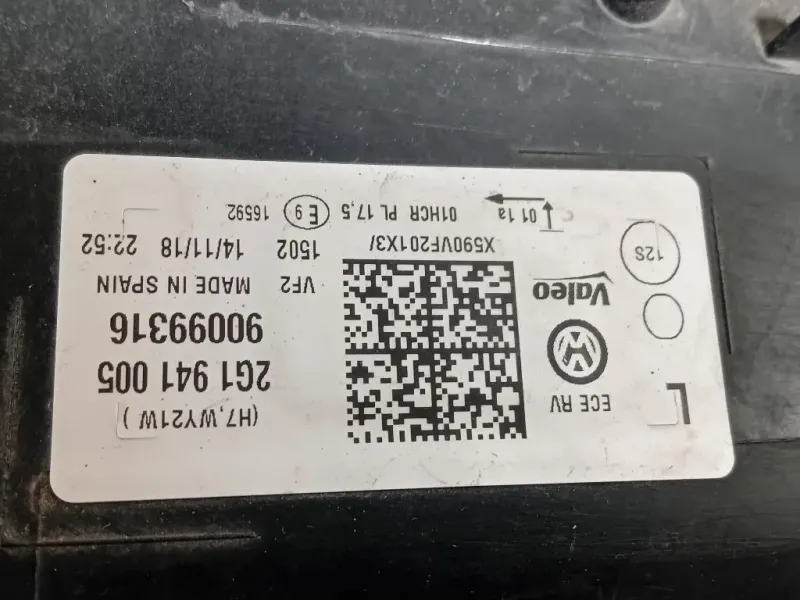 L
ECE RV
(H7,WY21W )
2G1 941 005
90099316
VF2 MADE IN SPAIN
Valeo
X590VF201X3/
1502 14/11/18 22:52
12S
01 1a
01HCR PL 17,5
E9
16592